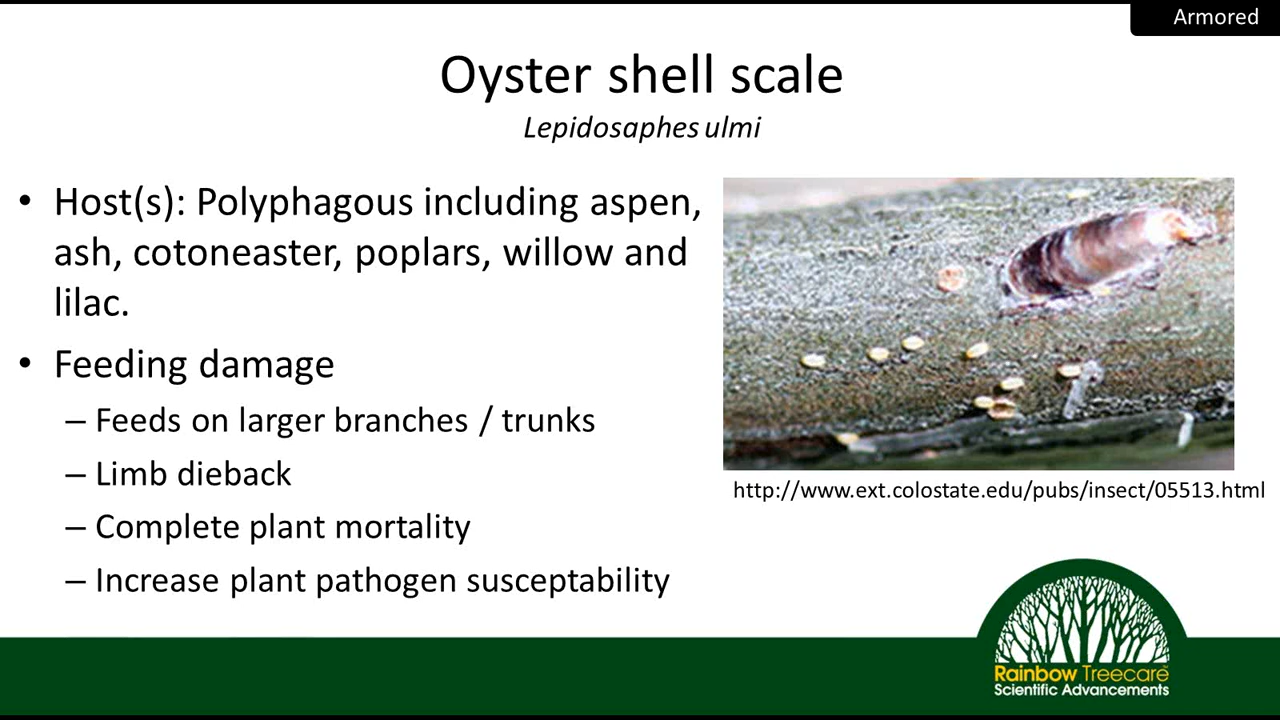 Armored
Oyster shell scale
Lepidosaphes ulmi
• Host(s): Polyphagous including aspen,
ash, cotoneaster, poplars, willow and
lilac.
• Feeding damage
– Feeds on larger branches / trunks
– Limb dieback
– Complete plant mortality
– Increase plant pathogen susceptability
http://www.ext.colostate.edu/pubs/insect/05513.html
Rainbow Treecare™
Scientific Advancements